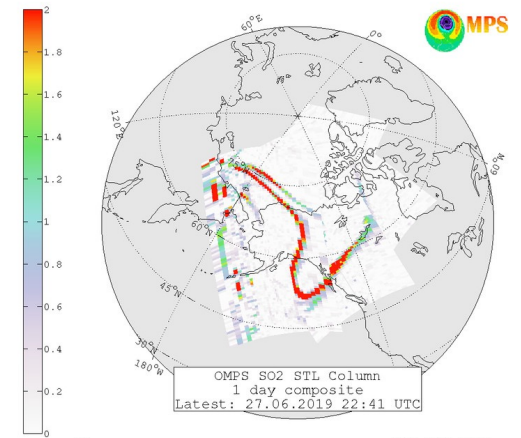 2
1.8
1.6
1.4
1.2
1
0.8
0.6
0.4
0.2
0
MPS
60°E
0°
120°E
60°W
75°N
60°N
45°N
30°N
180°W
OMPS SO2 STL Column
1 day composite
Latest: 27.06.2019 22:41 UTC